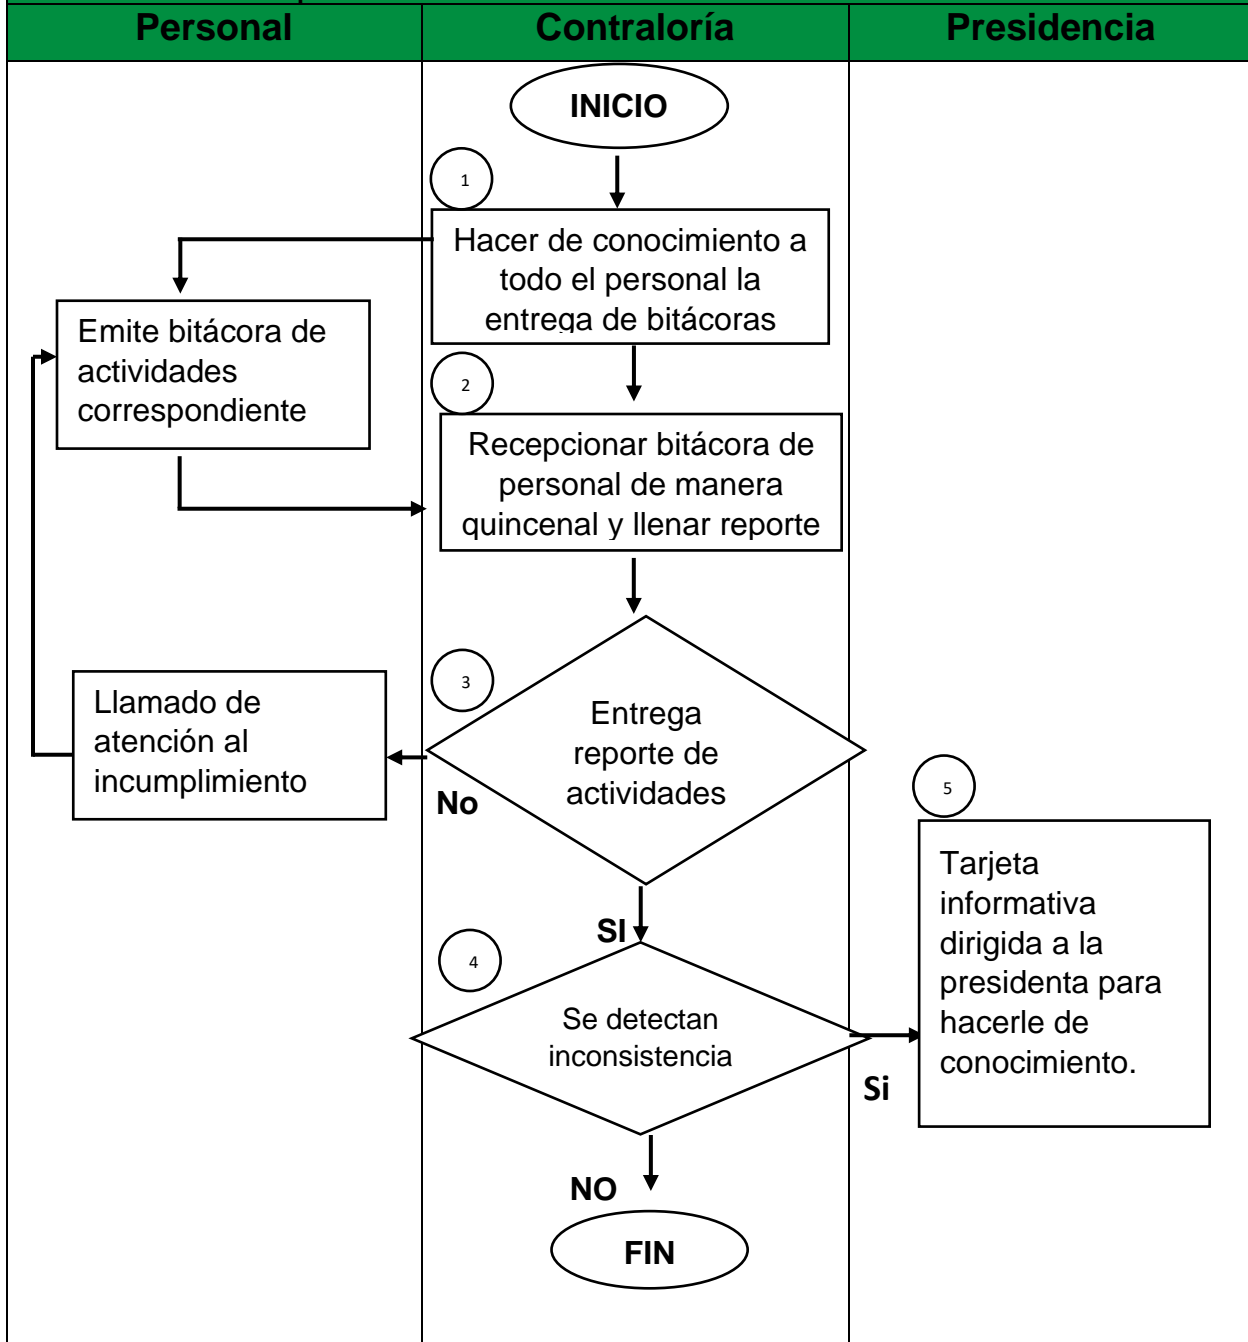 Personal
Contraloría
Presidencia
INICIO
1
Hacer de conocimiento a
todo el personal la
entrega de bitácoras
Emite bitácora de
actividades
correspondiente
2
Recepcionar bitácora de
personal de manera
quincenal y llenar reporte
3
Entrega
reporte de
actividades
Llamado de
atención al
incumplimiento
No
5
Tarjeta
informativa
dirigida a la
presidenta para
hacerle de
conocimiento.
SI
4
Se detectan
inconsistencia
Si
NO
FIN